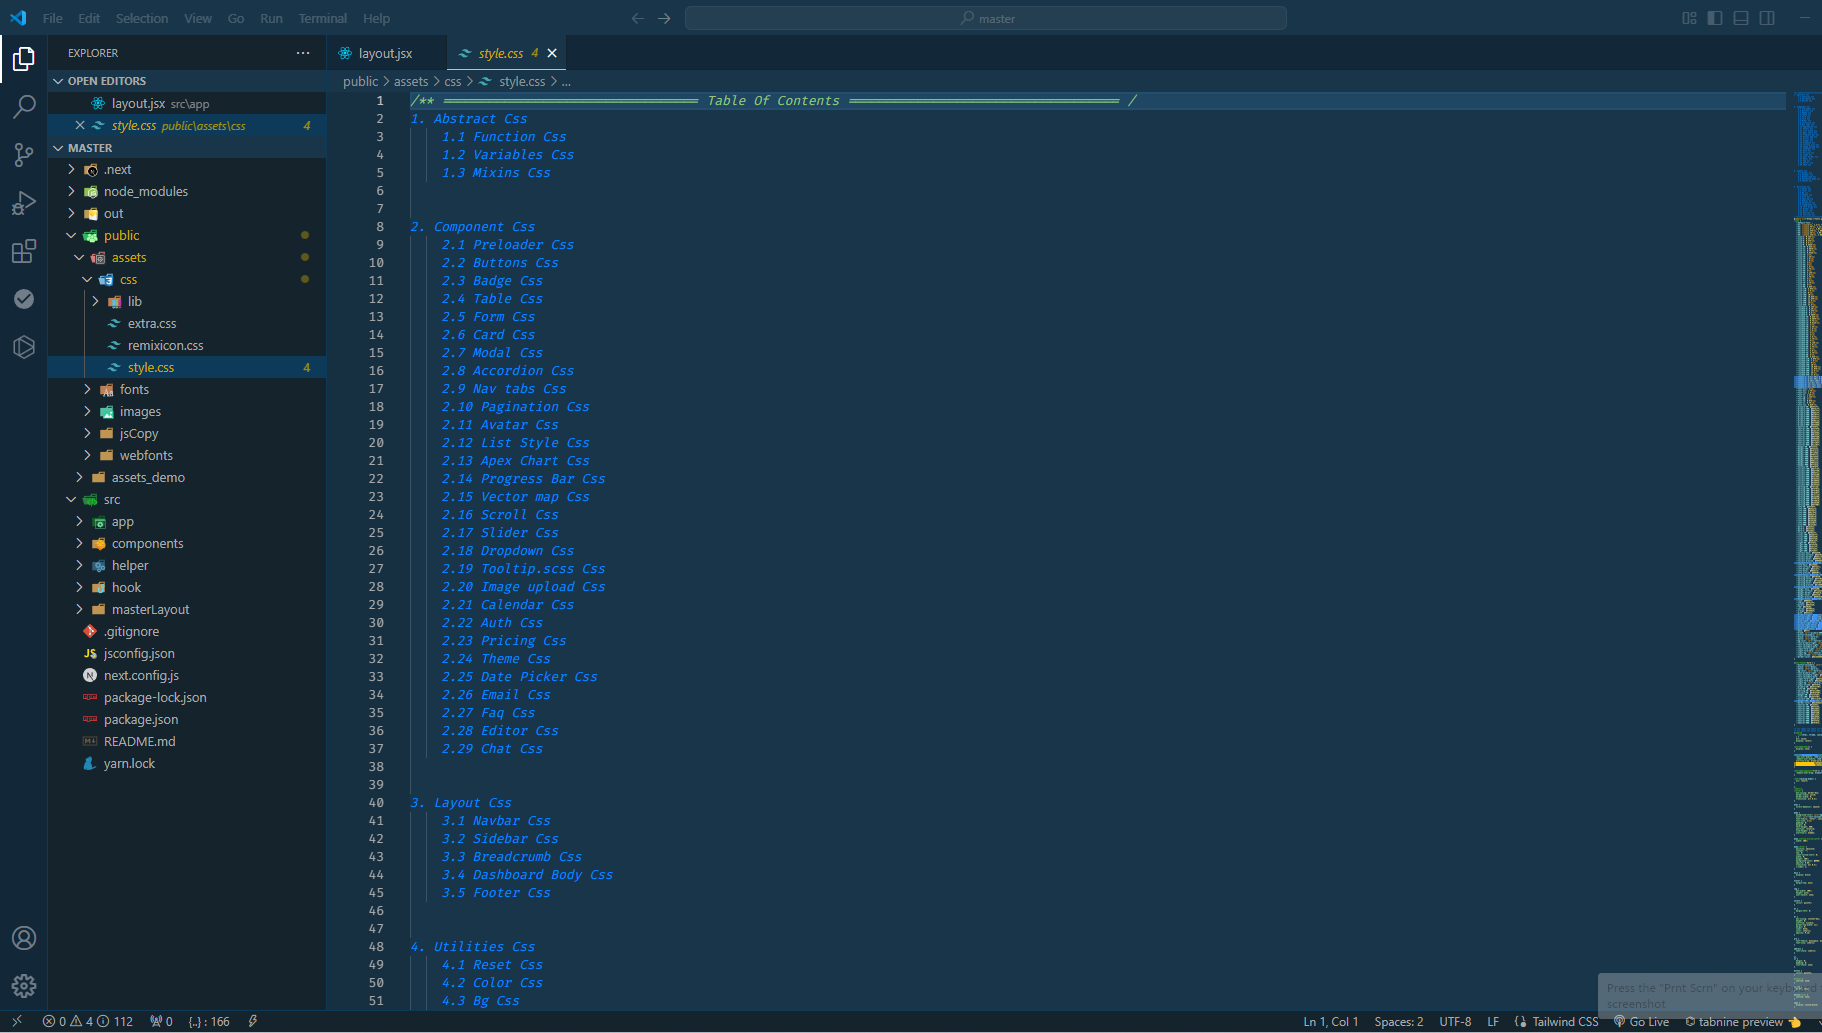 File Edit Selection View Go Run Terminal Help
master
EXPLORER
layout.jsx
style.css 4
OPEN EDITORS
public > assets > css > style.css > ...
layout.jsx src\app
style.css public\assets\css 4
MASTER
.next
node_modules
out
public
assets
css
lib
extra.css
remixicon.css
style.css 4
fonts
images
jsCopy
webfonts
assets_demo
src
app
components
helper
hook
masterLayout
.gitignore
jsconfig.json
next.config.js
package-lock.json
package.json
README.md
yarn.lock
1 /** ================================= Table Of Contents =================================== /
2 1. Abstract Css
3 1.1 Function Css
4 1.2 Variables Css
5 1.3 Mixins Css
6
7
8 2. Component Css
9 2.1 Preloader Css
10 2.2 Buttons Css
11 2.3 Badge Css
12 2.4 Table Css
13 2.5 Form Css
14 2.6 Card Css
15 2.7 Modal Css
16 2.8 Accordion Css
17 2.9 Nav tabs Css
18 2.10 Pagination Css
19 2.11 Avatar Css
20 2.12 List Style Css
21 2.13 Apex Chart Css
22 2.14 Progress Bar Css
23 2.15 Vector map Css
24 2.16 Scroll Css
25 2.17 Slider Css
26 2.18 Dropdown Css
27 2.19 Tooltip.scss Css
28 2.20 Image upload Css
29 2.21 Calendar Css
30 2.22 Auth Css
31 2.23 Pricing Css
32 2.24 Theme Css
33 2.25 Date Picker Css
34 2.26 Email Css
35 2.27 Faq Css
36 2.28 Editor Css
37 2.29 Chat Css
38
39
40 3. Layout Css
41 3.1 Navbar Css
42 3.2 Sidebar Css
43 3.3 Breadcrumb Css
44 3.4 Dashboard Body Css
45 3.5 Footer Css
46
47
48 4. Utilities Css
49 4.1 Reset Css
50 4.2 Color Css
51 4.3 Bg Css
Press the "Prnt Scrn" on your keyboard
screenshot
0 4 112 0 {..} : 166
Ln 1, Col 1 Spaces: 2 UTF-8 LF Tailwind CSS Go Live tabnine preview